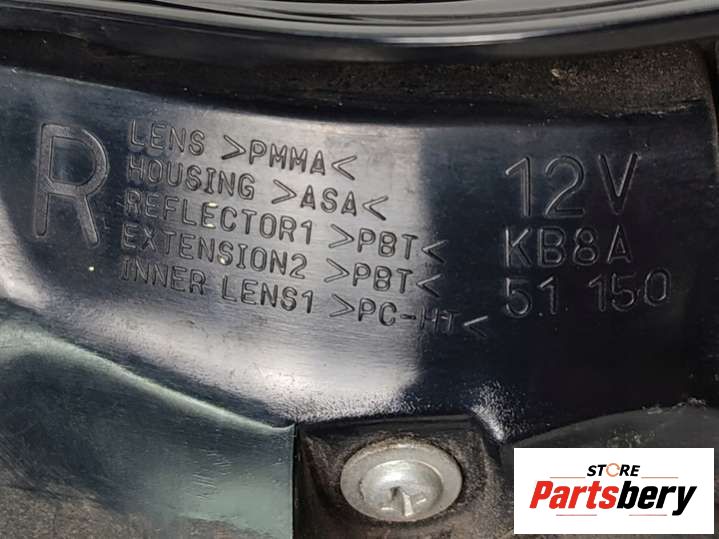 R
LENS >PMMA<
HOUSING >ASA<
REFLECTOR1 >PBT<
EXTENSION2 >PBT<
INNER LENS1 >PC-HT<
12V
KB8A
51 150
STORE
Partsbery